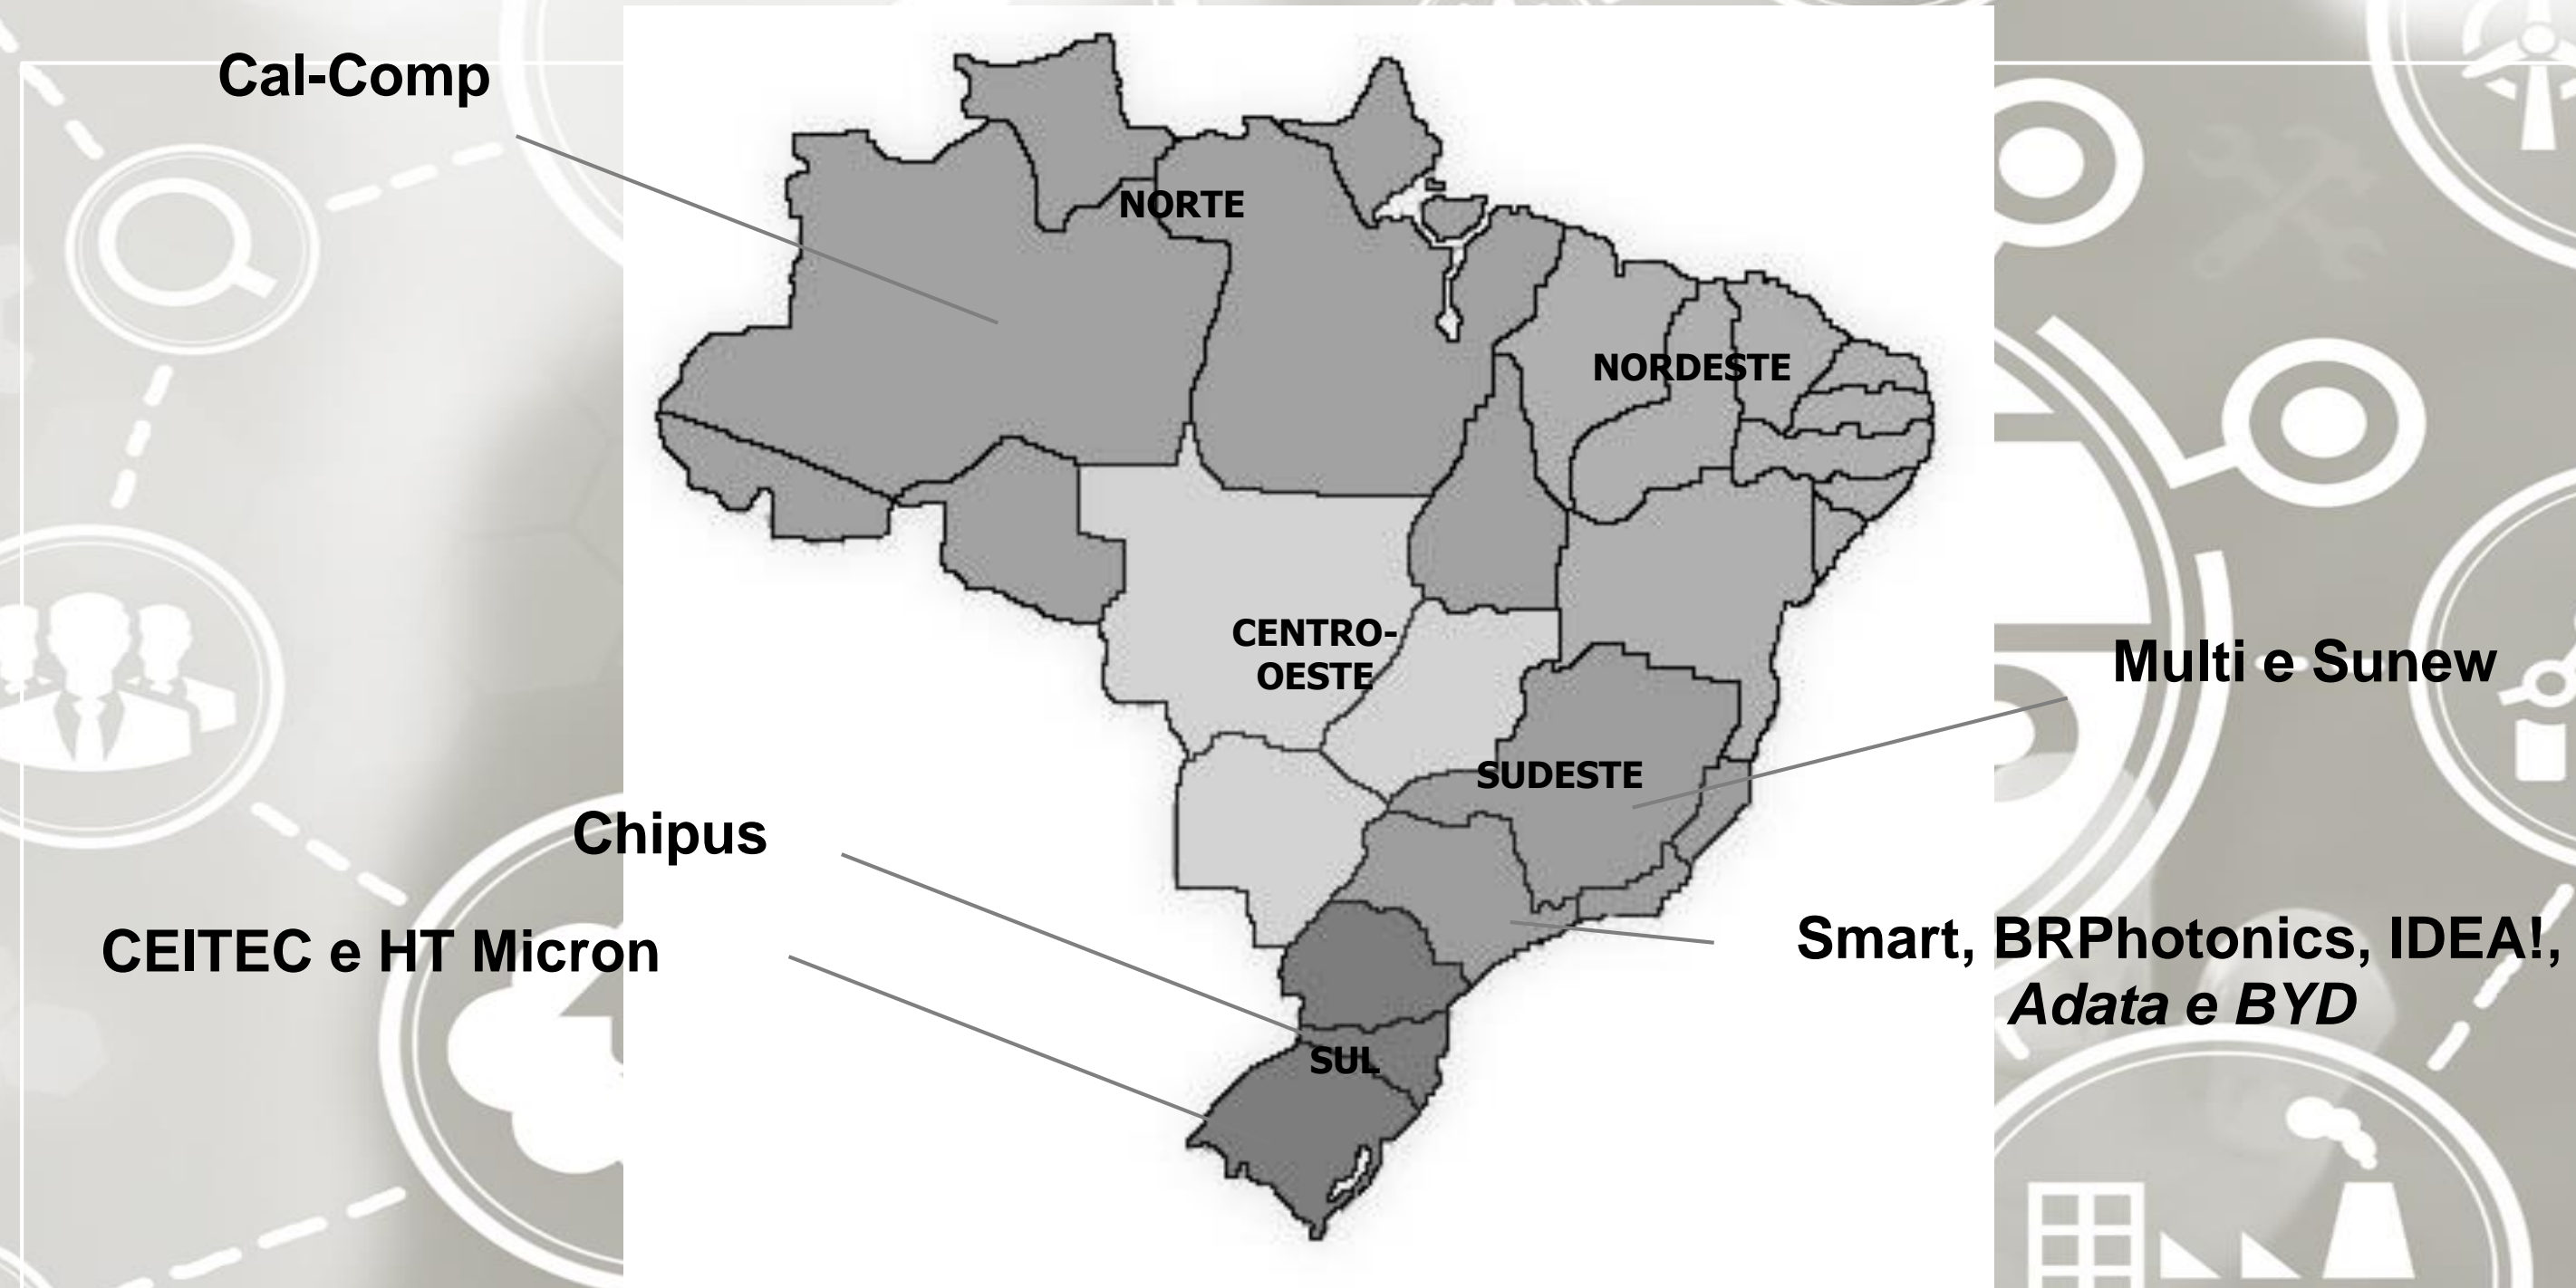 Cal-Comp
NORTE
NORDESTE
CENTRO-
OESTE
Multi e Sunew
SUDESTE
Chipus
CEITEC e HT Micron
Smart, BRPhotonics, IDEA!,
Adata e BYD
SUL